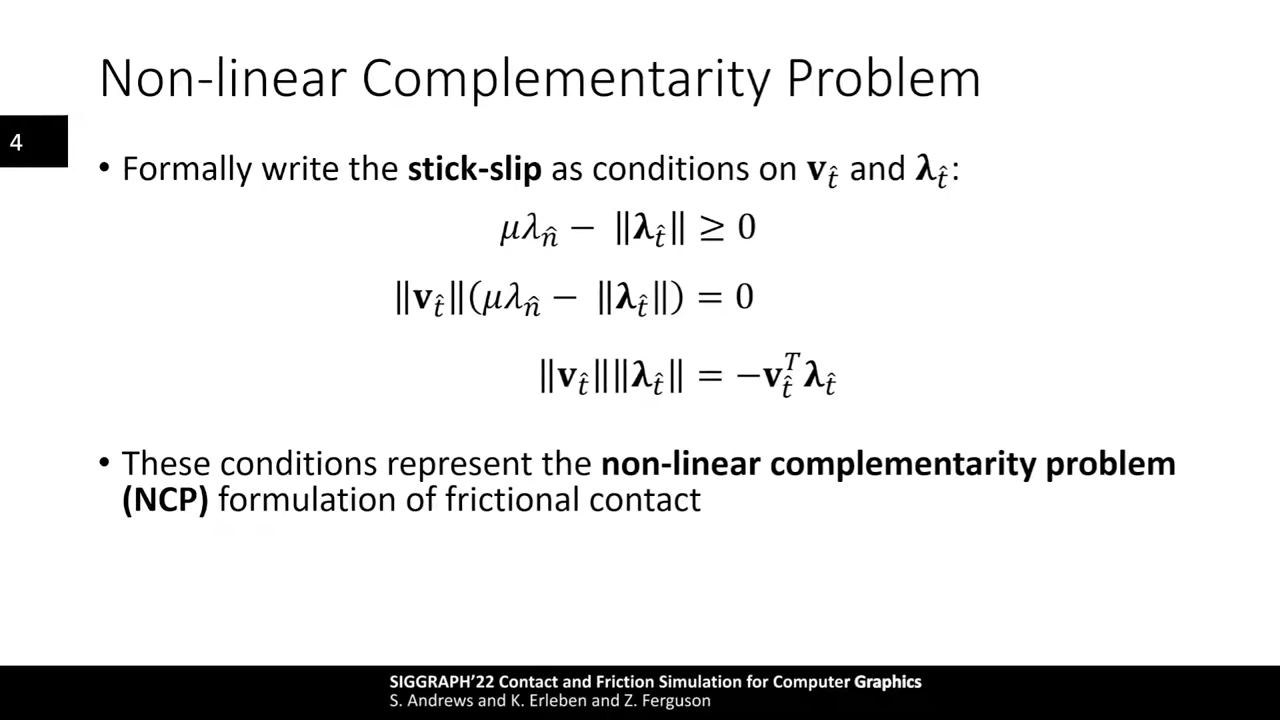 Non-linear Complementarity Problem
4
• Formally write the stick-slip as conditions on 𝐯_t̂ and 𝛌_t̂:
μλ_n̂ − ‖𝛌_t̂‖ ≥ 0
‖𝐯_t̂‖(μλ_n̂ − ‖𝛌_t̂‖) = 0
‖𝐯_t̂‖‖𝛌_t̂‖ = −𝐯_t̂^T 𝛌_t̂
• These conditions represent the non-linear complementarity problem
(NCP) formulation of frictional contact
SIGGRAPH'22 Contact and Friction Simulation for Computer Graphics
S. Andrews and K. Erleben and Z. Ferguson